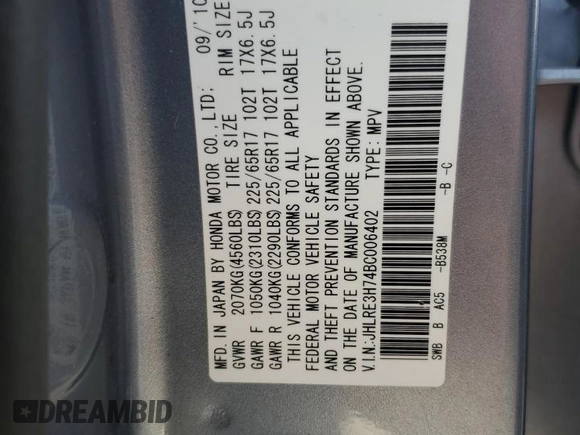 MFD. IN JAPAN BY HONDA MOTOR CO., LTD: 09/'10
GVWR 2070KG(4560LBS) TIRE SIZE RIM SIZE
GAWR F 1050KG(2310LBS) 225/65R17 102T 17X6.5J
GAWR R 1040KG(2290LBS) 225/65R17 102T 17X6.5J
THIS VEHICLE CONFORMS TO ALL APPLICABLE
FEDERAL MOTOR VEHICLE SAFETY
AND THEFT PREVENTION STANDARDS IN EFFECT
ON THE DATE OF MANUFACTURE SHOWN ABOVE.
V.I.N.:JHLRE3H74BC006402 TYPE: MPV
SWB B AC5 -B538M -B -C
DREAMBID